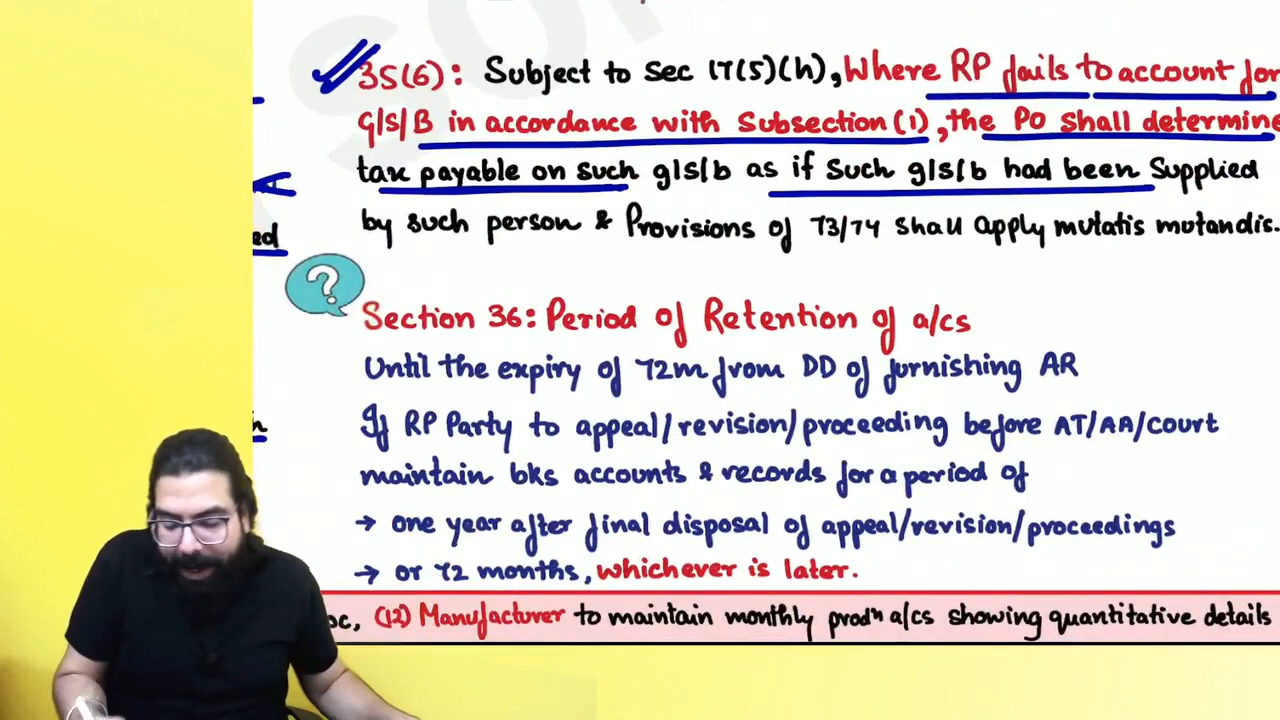 35(6): Subject to Sec 17(5)(h), Where RP fails to account for
G/S/B in accordance with Subsection (1), the PO shall determine
tax payable on such g/s/b as if such g/s/b had been Supplied
by such person & Provisions of 73/74 shall apply mutatis mutandis.
?
Section 36: Period of Retention of a/cs
Until the expiry of 72m from DD of furnishing AR
If RP Party to appeal/revision/proceeding before AT/AA/court
maintain bks accounts & records for a period of
→ one year after final disposal of appeal/revision/proceedings
→ or 72 months, whichever is later.
oc, (12) Manufacturer to maintain monthly prodn a/cs showing quantitative details